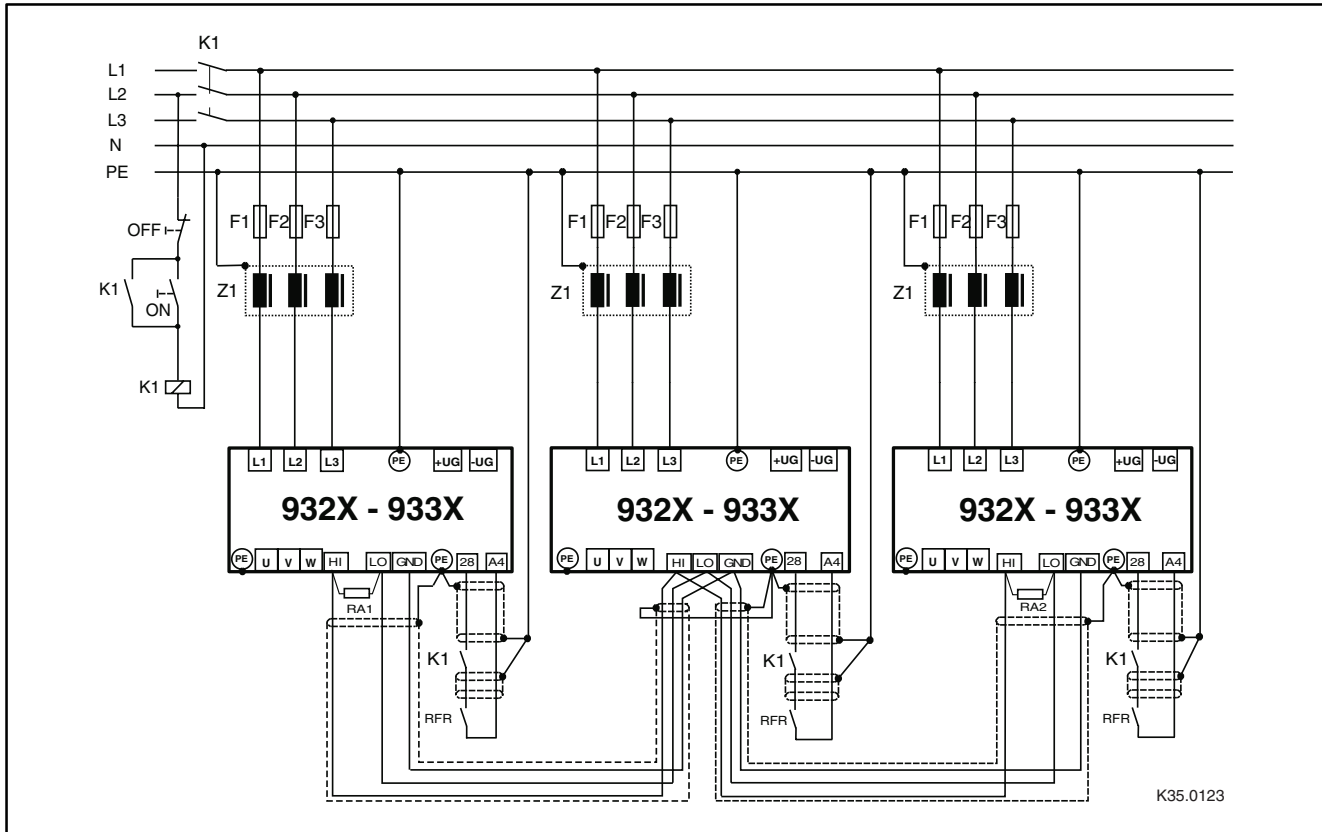 K1
L1
L2
L3
N
PE
OFF
K1
ON
K1
F1 F2 F3
Z1
F1 F2 F3
Z1
F1 F2 F3
Z1
L1 L2 L3 PE +UG -UG
932X - 933X
PE U V W HI LO GND PE 28 A4
RA1
K1
RFR
L1 L2 L3 PE +UG -UG
932X - 933X
PE U V W HI LO GND PE 28 A4
K1
RFR
L1 L2 L3 PE +UG -UG
932X - 933X
PE U V W HI LO GND PE 28 A4
RA2
K1
RFR
K35.0123